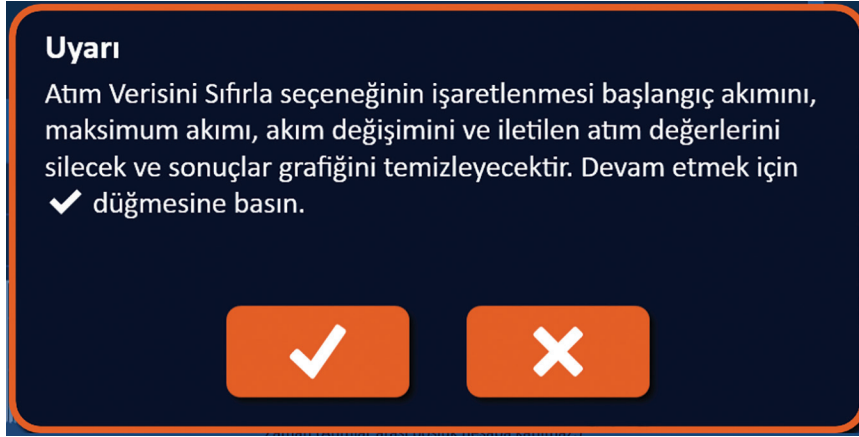 Uyarı
Atım Verisini Sıfırla seçeneğinin işaretlenmesi başlangıç akımını,
maksimum akımı, akım değişimini ve iletilen atım değerlerini
silecek ve sonuçlar grafiğini temizleyecektir. Devam etmek için
✔ düğmesine basın.